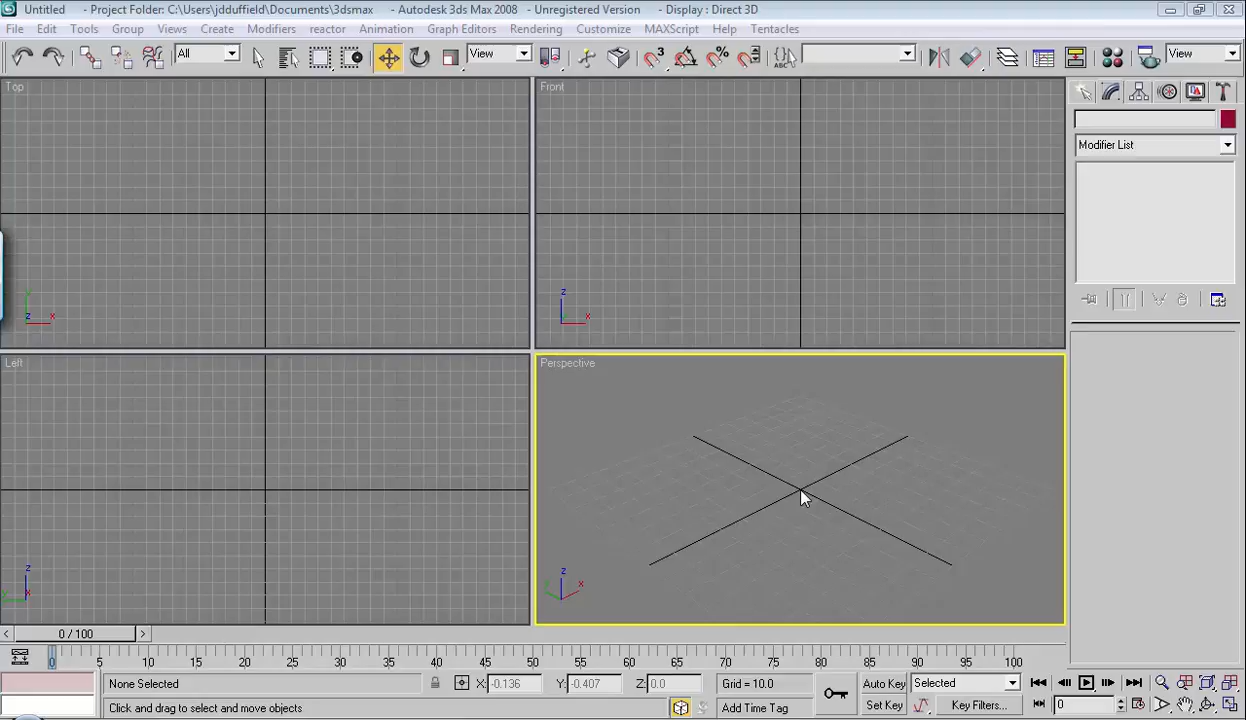 Untitled - Project Folder: C:\Users\jdduffield\Documents\3dsmax - Autodesk 3ds Max 2008 - Unregistered Version - Display : Direct 3D
File Edit Tools Group Views Create Modifiers reactor Animation Graph Editors Rendering Customize MAXScript Help Tentacles
All View 3 % ABC View
Top Front
Modifier List
z
y
z x x
Left Perspective
z z
x x
y y
< 0 / 100 >
0 5 10 15 20 25 30 35 40 45 50 55 60 65 70 75 80 85 90 95 100
None Selected X: -0.136 Y: -0.407 Z: 0.0 Grid = 10.0 Auto Key Selected
Click and drag to select and move objects Add Time Tag Set Key Key Filters... 0